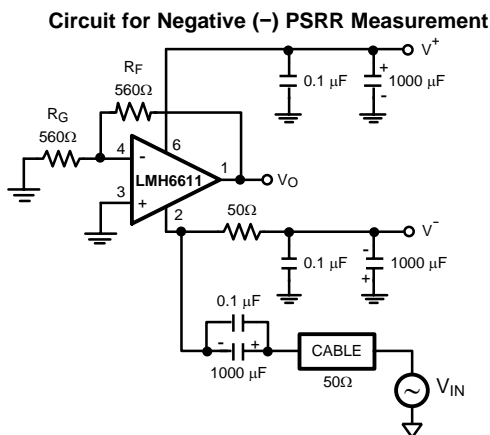 Circuit for Negative (−) PSRR Measurement
V+
RF
560Ω
0.1 μF
+
-
1000 μF
RG
560Ω
4
-
6
LMH6611
1
VO
3
+
2
50Ω
V−
0.1 μF
-
+
1000 μF
0.1 μF
-
+
1000 μF
CABLE
50Ω
~
VIN